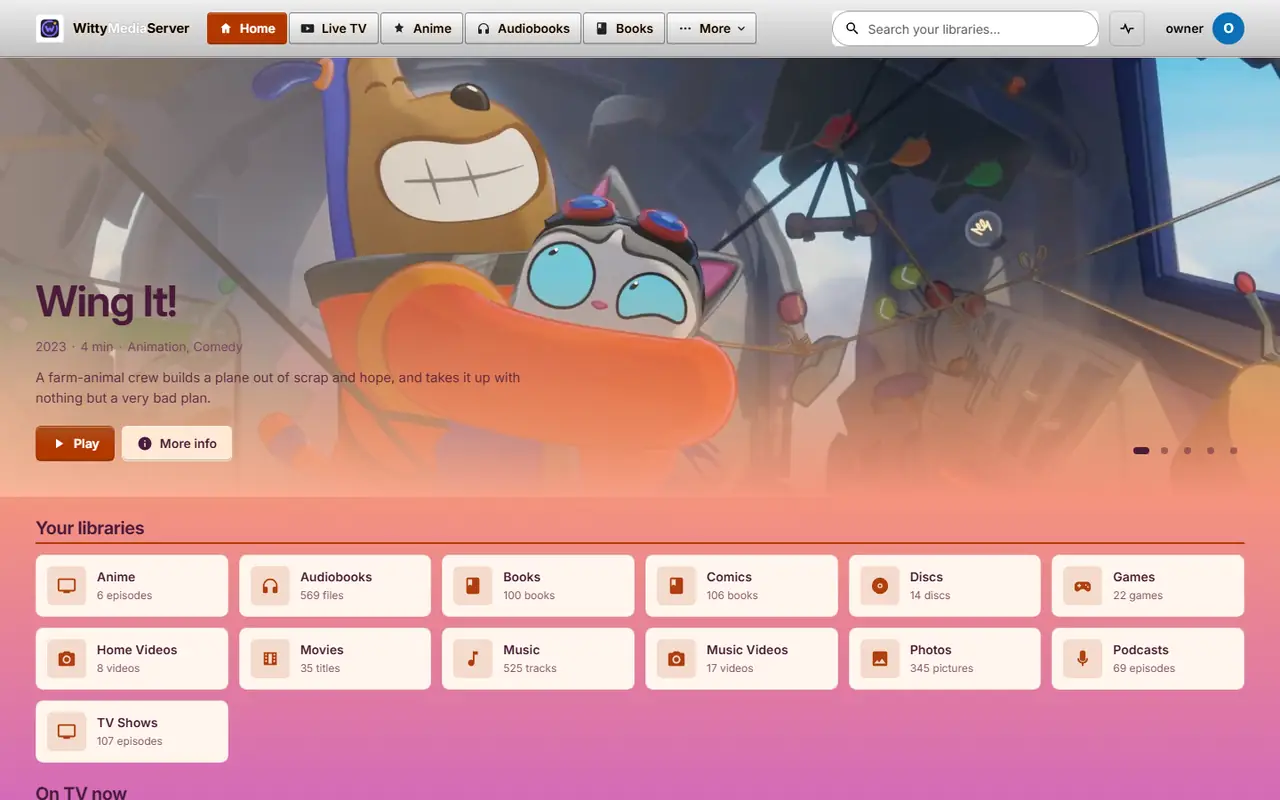 WittyMediaServer
Home
Live TV
Anime
Audiobooks
Books
More
Search your libraries...
owner
O
Wing It!
2023 · 4 min · Animation, Comedy
A farm-animal crew builds a plane out of scrap and hope, and takes it up with
nothing but a very bad plan.
Play
More info
Your libraries
Anime
6 episodes
Audiobooks
569 files
Books
100 books
Comics
106 books
Discs
14 discs
Games
22 games
Home Videos
8 videos
Movies
35 titles
Music
525 tracks
Music Videos
17 videos
Photos
345 pictures
Podcasts
69 episodes
TV Shows
107 episodes
On TV now